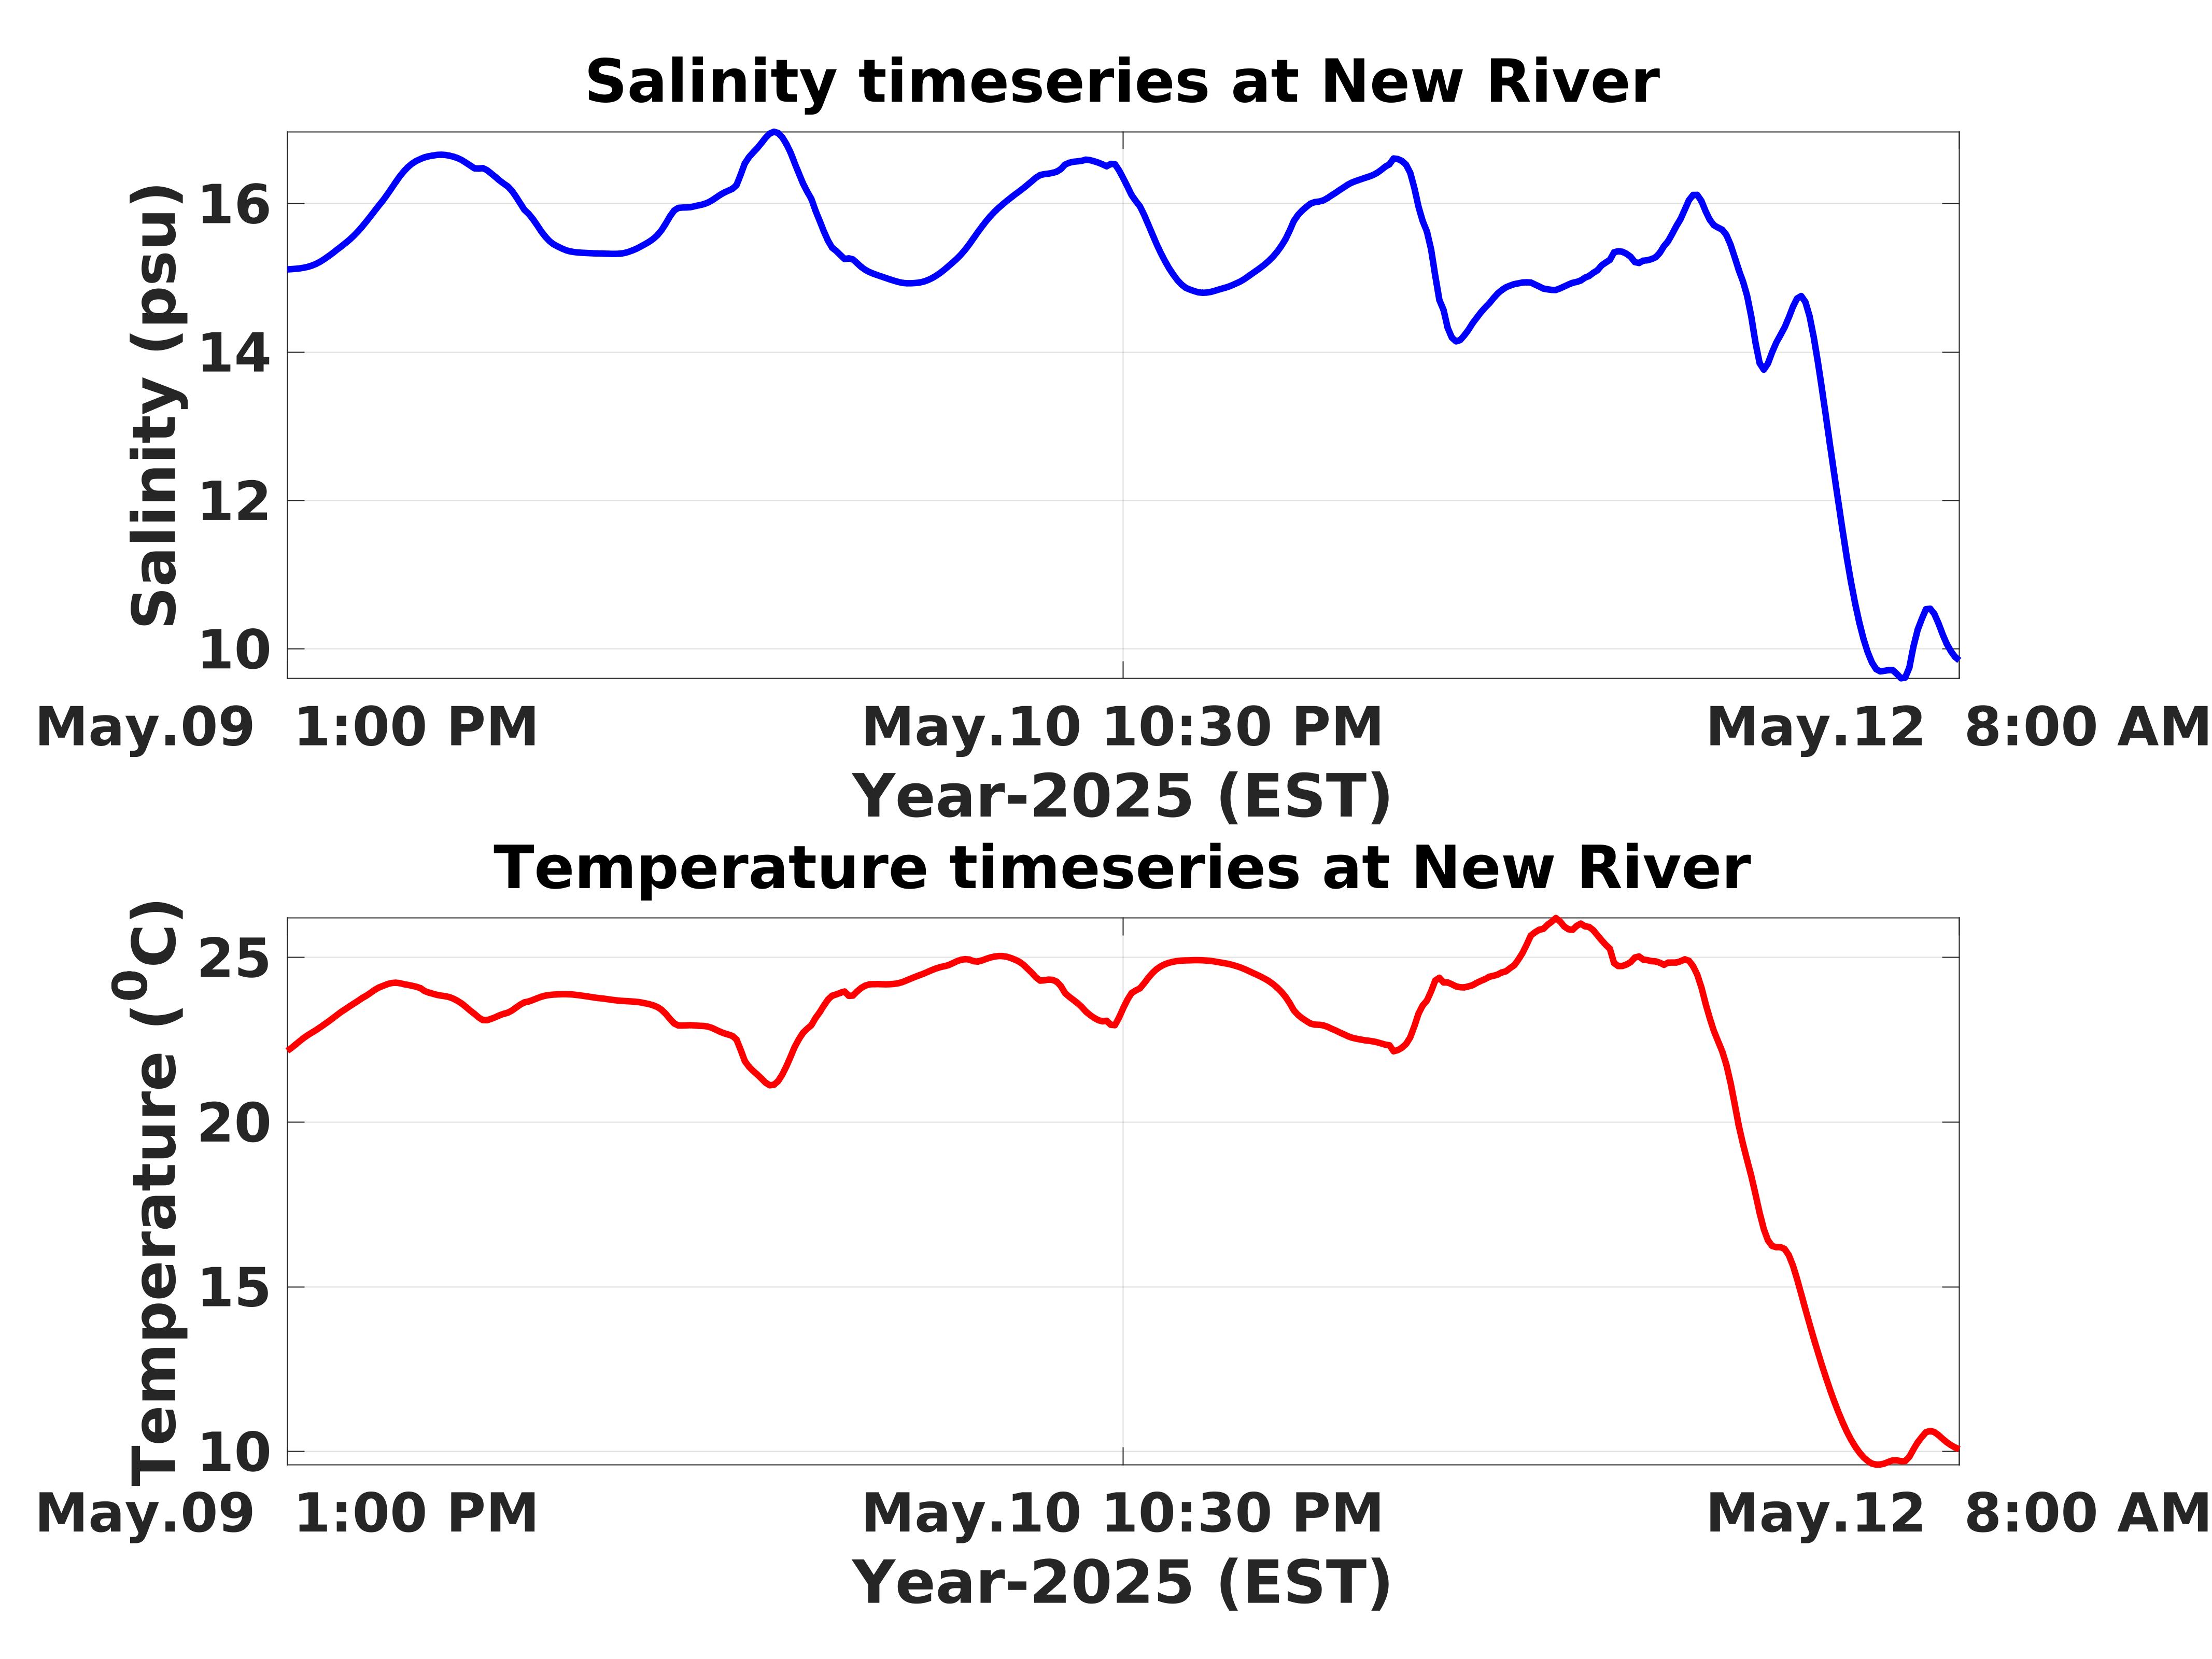 Salinity timeseries at New River
Salinity (psu)
16
14
12
10
May.09  1:00 PM
May.10 10:30 PM
May.12  8:00 AM
Year-2025 (EST)
Temperature timeseries at New River
Temperature (⁰C)
25
20
15
10
May.09  1:00 PM
May.10 10:30 PM
May.12  8:00 AM
Year-2025 (EST)